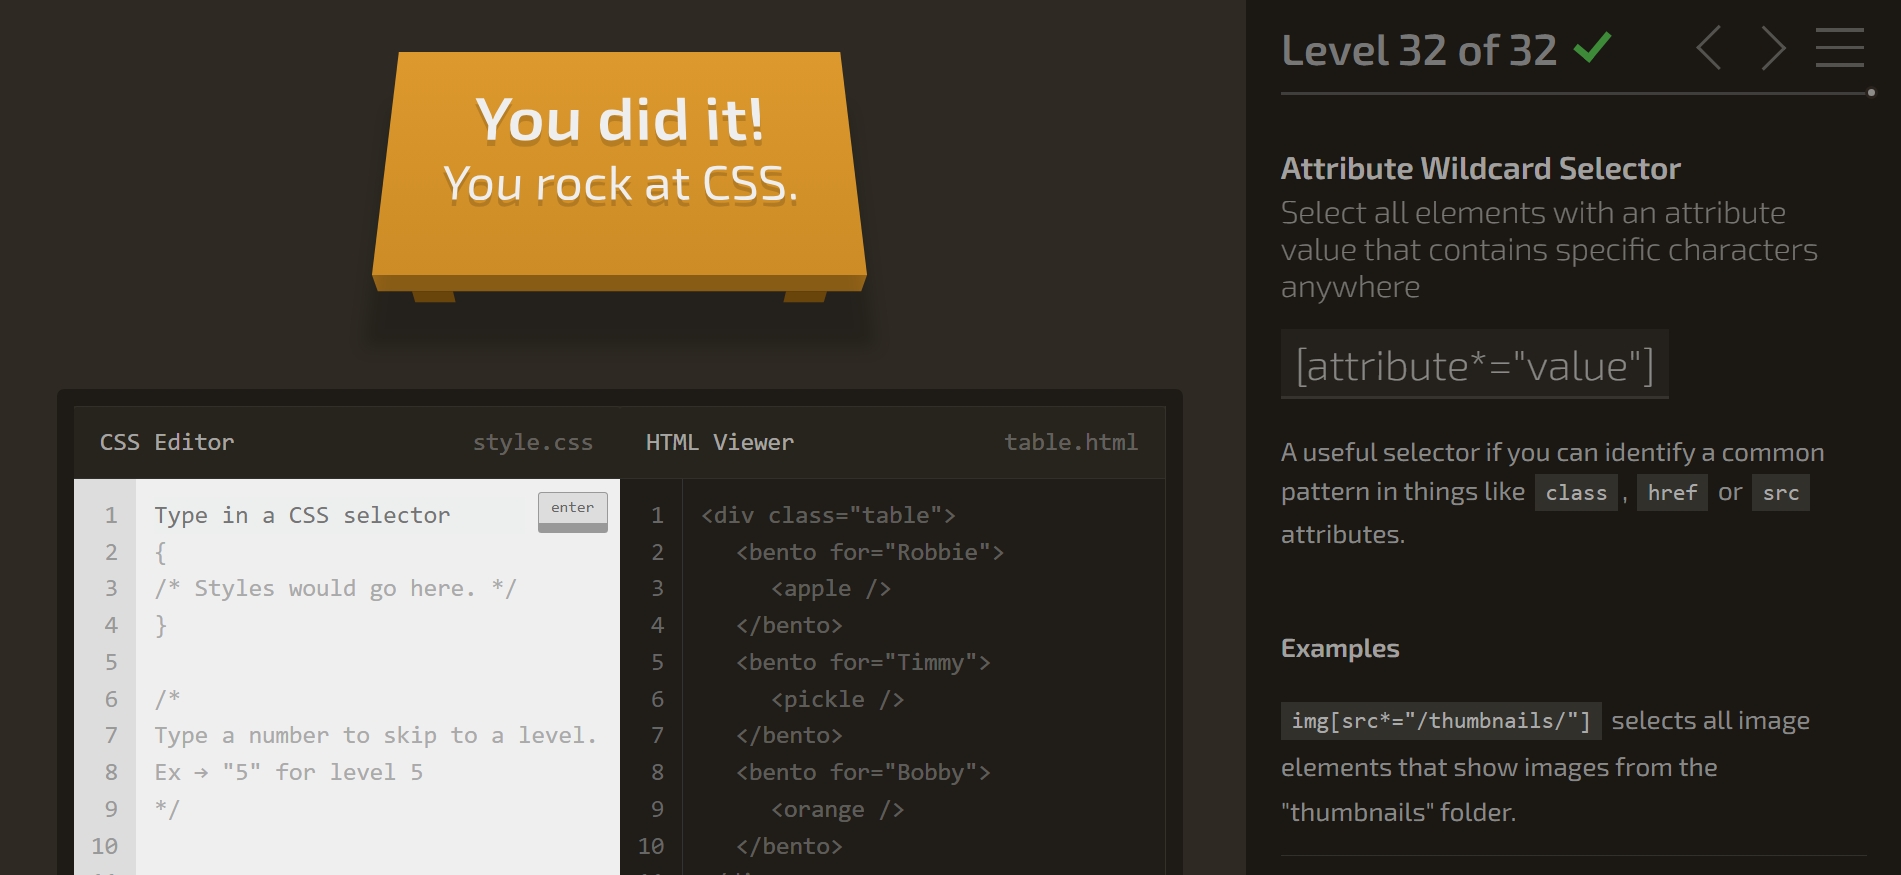 You did it!
You rock at CSS.
CSS Editor style.css
1 Type in a CSS selector enter
2 {
3 /* Styles would go here. */
4 }
5
6 /*
7 Type a number to skip to a level.
8 Ex → "5" for level 5
9 */
10
HTML Viewer table.html
1 <div class="table">
2 <bento for="Robbie">
3 <apple />
4 </bento>
5 <bento for="Timmy">
6 <pickle />
7 </bento>
8 <bento for="Bobby">
9 <orange />
10 </bento>
Level 32 of 32
Attribute Wildcard Selector
Select all elements with an attribute
value that contains specific characters
anywhere
[attribute*="value"]
A useful selector if you can identify a common
pattern in things like class , href or src
attributes.
Examples
img[src*="/thumbnails/"] selects all image
elements that show images from the
"thumbnails" folder.